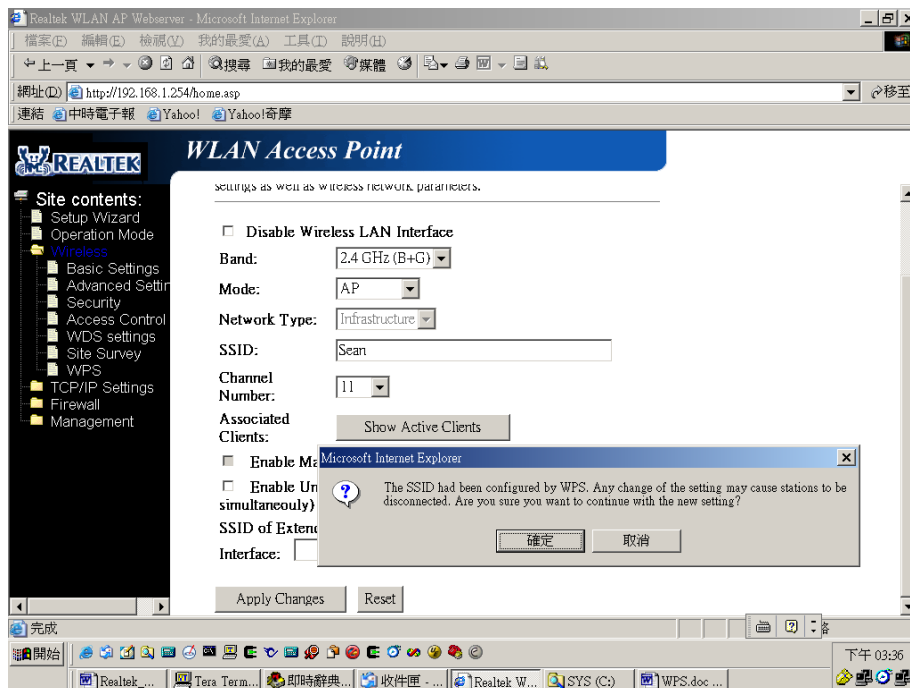 Realtek WLAN AP Webserver - Microsoft Internet Explorer
檔案(F) 編輯(E) 檢視(V) 我的最愛(A) 工具(T) 說明(H)
上一頁 搜尋 我的最愛 媒體
網址(D) http://192.168.1.254/home.asp 移至
連結 中時電子報 Yahoo! Yahoo!奇摩
REALTEK
WLAN Access Point
settings as well as wireless network parameters.
Site contents:
Setup Wizard
Operation Mode
Wireless
Basic Settings
Advanced Settin
Security
Access Control
WDS settings
Site Survey
WPS
TCP/IP Settings
Firewall
Management
Disable Wireless LAN Interface
Band: 2.4 GHz (B+G)
Mode: AP
Network Type: Infrastructure
SSID: Sean
Channel
Number: 11
Associated
Clients: Show Active Clients
Enable Ma
Enable Un
simultaneouly)
SSID of Extend
Interface:
Microsoft Internet Explorer
The SSID had been configured by WPS. Any change of the setting may cause stations to be
disconnected. Are you sure you want to continue with the new setting?
確定 取消
Apply Changes Reset
完成
開始 下午 03:36
Realtek_... Tera Term... 即時辭典... 收件匣 - ... Realtek W... SYS (C:) WPS.doc ...